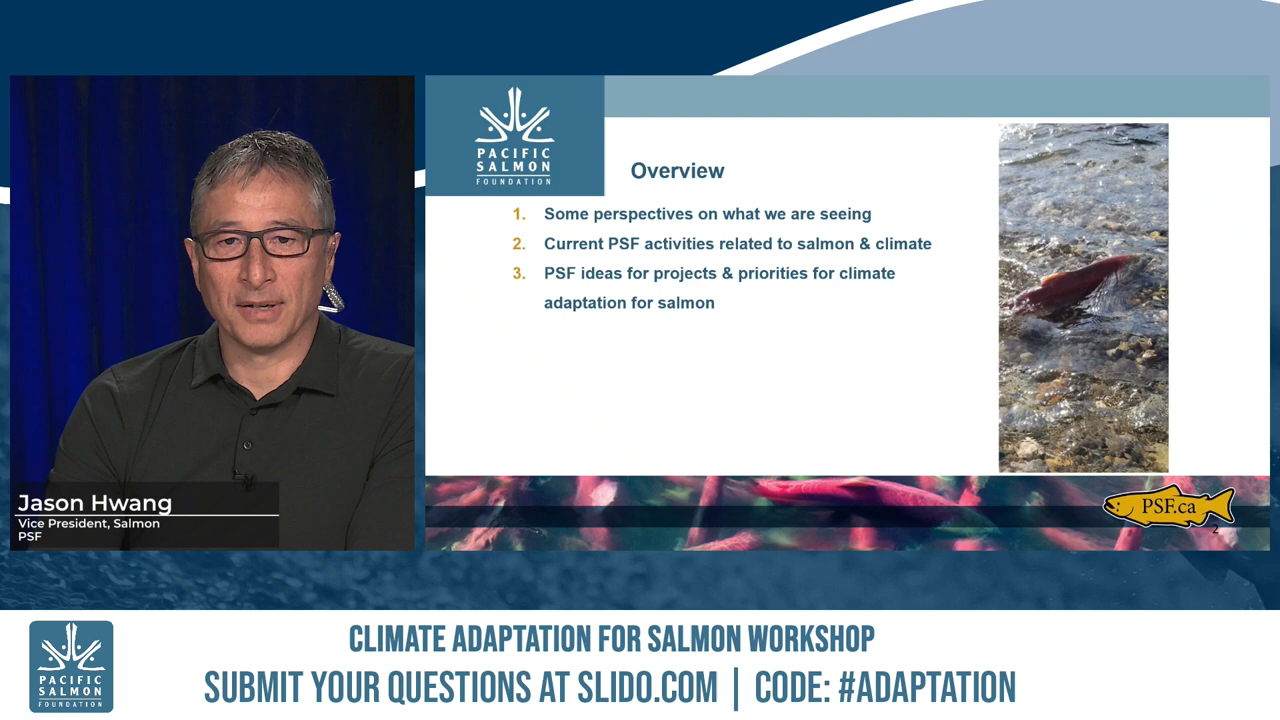 PACIFIC
SALMON
FOUNDATION
Overview
1. Some perspectives on what we are seeing
2. Current PSF activities related to salmon & climate
3. PSF ideas for projects & priorities for climate
adaptation for salmon
Jason Hwang
Vice President, Salmon
PSF
PSF.ca
2
PACIFIC
SALMON
FOUNDATION
CLIMATE ADAPTATION FOR SALMON WORKSHOP
SUBMIT YOUR QUESTIONS AT SLIDO.COM | CODE: #ADAPTATION